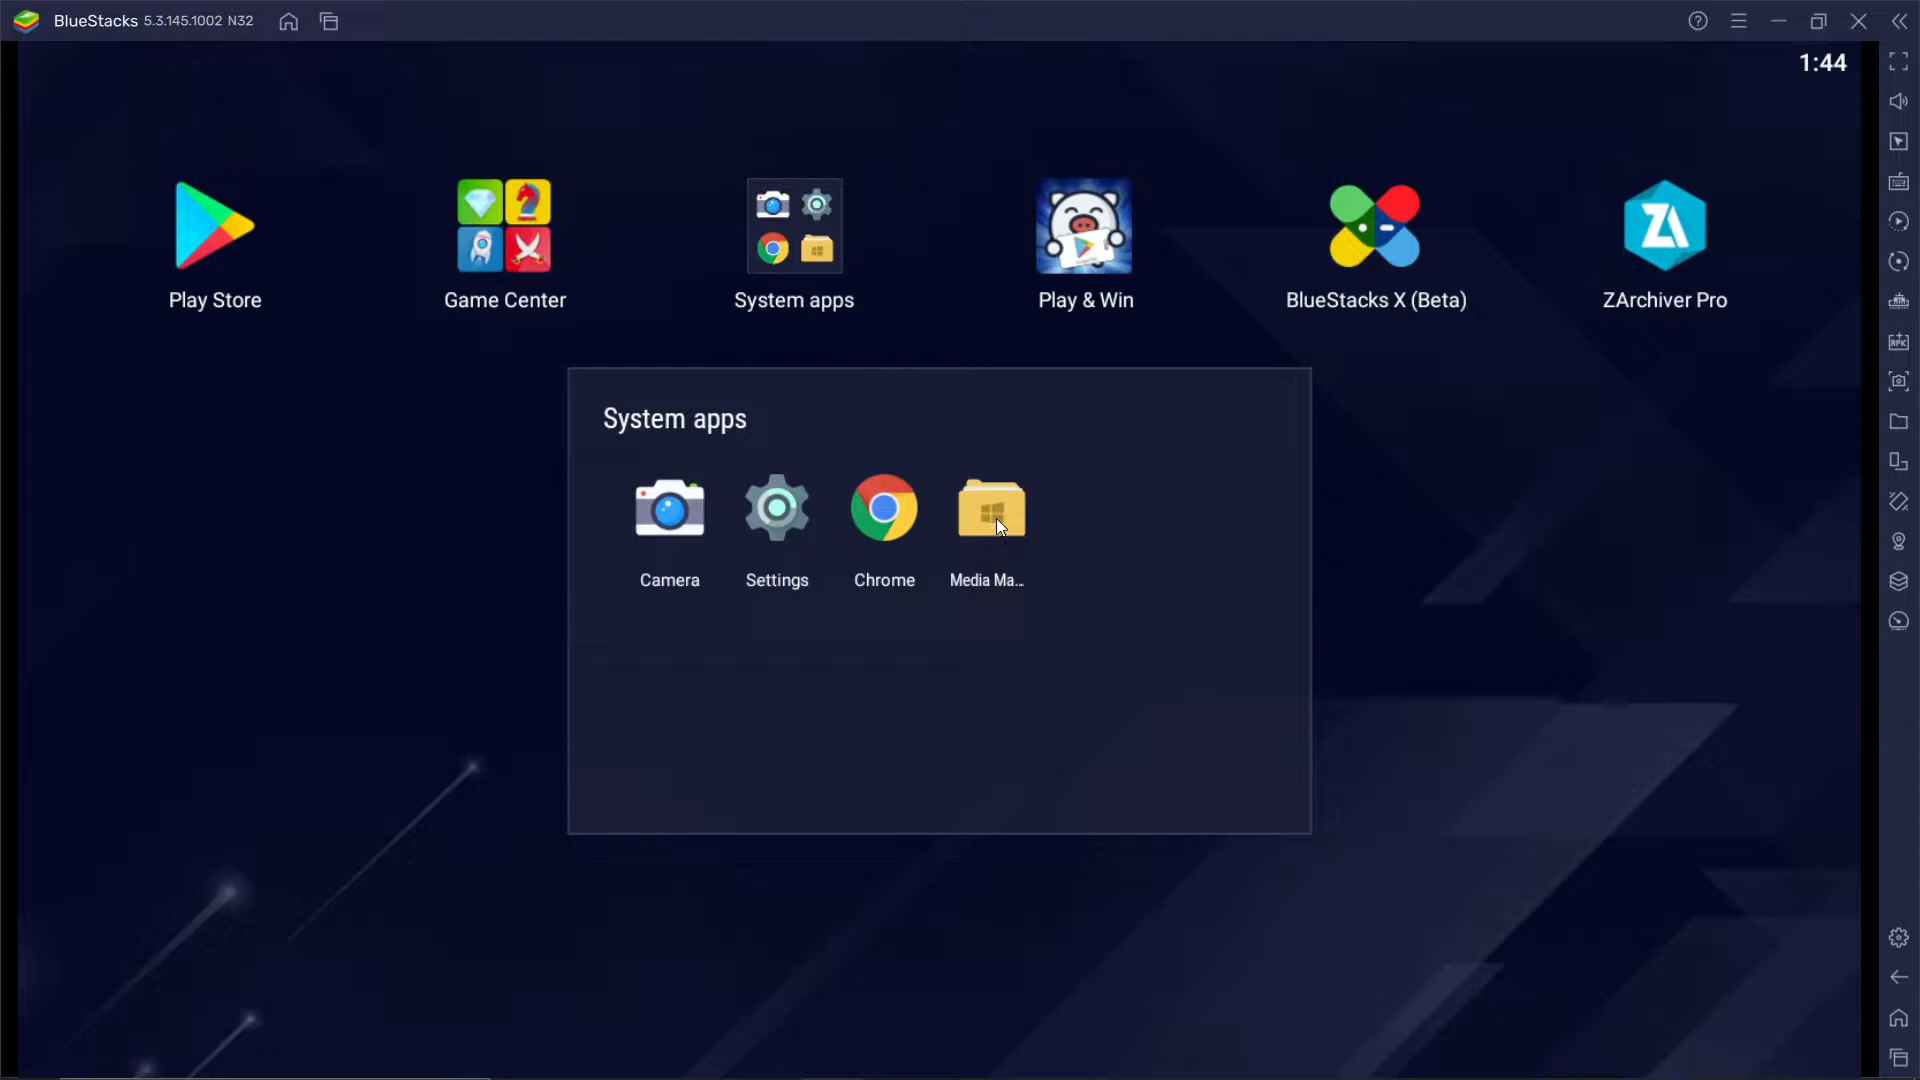 BlueStacks 5.3.145.1002 N32
1:44
Play Store
Game Center
System apps
Play & Win
BlueStacks X (Beta)
ZArchiver Pro
System apps
Camera
Settings
Chrome
Media Ma...